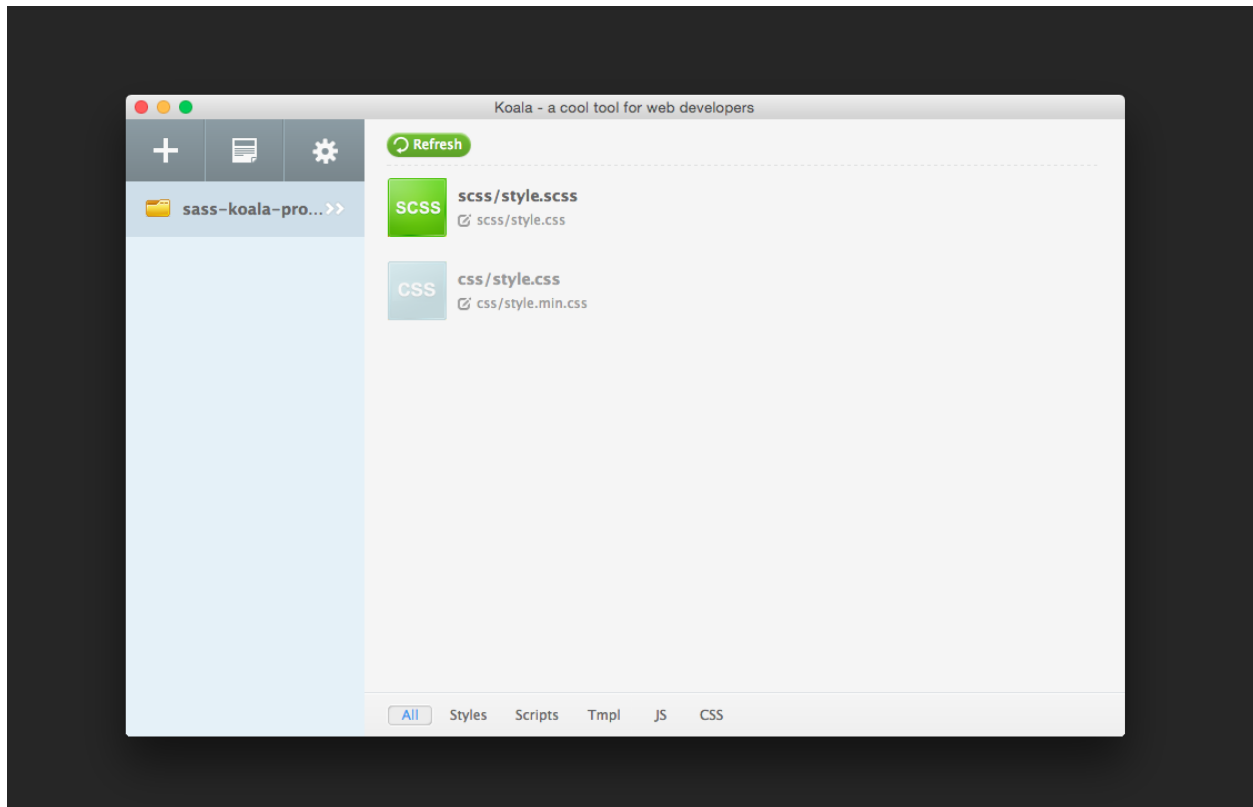 Koala - a cool tool for web developers
Refresh
sass-koala-pro...
SCSS
scss/style.scss
scss/style.css
CSS
css/style.css
css/style.min.css
All Styles Scripts Tmpl JS CSS